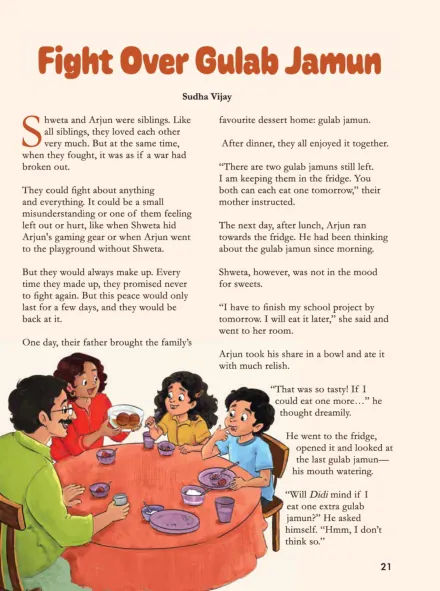 Fight Over Gulab Jamun
Sudha Vijay
Shweta and Arjun were siblings. Like
all siblings, they loved each other
very much. But at the same time,
when they fought, it was as if a war had
broken out.
They could fight about anything
and everything. It could be a small
misunderstanding or one of them feeling
left out or hurt, like when Shweta hid
Arjun's gaming gear or when Arjun went
to the playground without Shweta.
But they would always make up. Every
time they made up, they promised never
to fight again. But this peace would only
last for a few days, and they would be
back at it.
One day, their father brought the family's
favourite dessert home: gulab jamun.
After dinner, they all enjoyed it together.
“There are two gulab jamuns still left.
I am keeping them in the fridge. You
both can each eat one tomorrow,” their
mother instructed.
The next day, after lunch, Arjun ran
towards the fridge. He had been thinking
about the gulab jamun since morning.
Shweta, however, was not in the mood
for sweets.
“I have to finish my school project by
tomorrow. I will eat it later,” she said and
went to her room.
Arjun took his share in a bowl and ate it
with much relish.
“That was so tasty! If I
could eat one more…” he
thought dreamily.
He went to the fridge,
opened it and looked at
the last gulab jamun—
his mouth watering.
“Will Didi mind if I
eat one extra gulab
jamun?” He asked
himself. “Hmm, I don't
think so.”
21